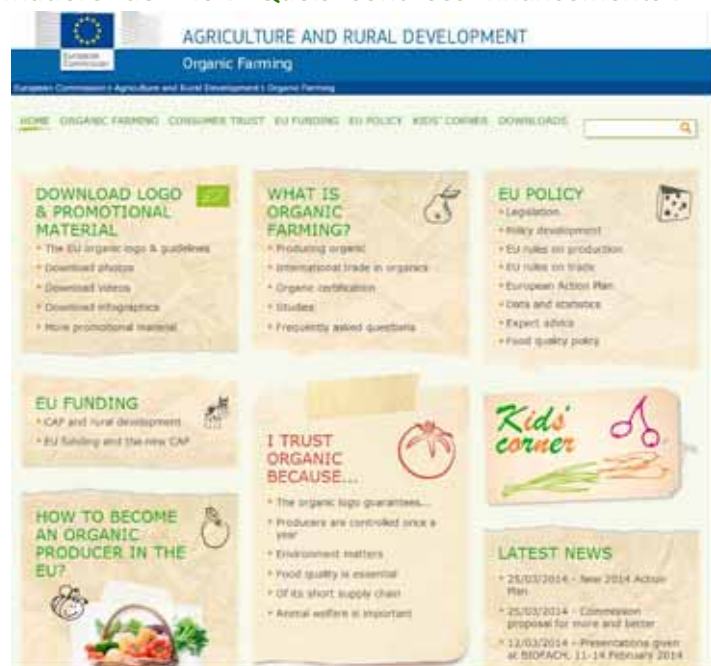 European
Commission
AGRICULTURE AND RURAL DEVELOPMENT
Organic Farming
European Commission > Agriculture and Rural Development > Organic Farming
HOME ORGANIC FARMING CONSUMER TRUST EU FUNDING EU POLICY KIDS' CORNER DOWNLOADS
DOWNLOAD LOGO
& PROMOTIONAL
MATERIAL
• The EU organic logo & guidelines
• Download photos
• Download videos
• Download infographics
• More promotional material
WHAT IS
ORGANIC
FARMING?
• Producing organic
• International trade in organics
• Organic certification
• Studies
• Frequently asked questions
EU POLICY
• Legislation
• Policy development
• EU rules on production
• EU rules on trade
• European Action Plan
• Data and statistics
• Expert advice
• Food quality policy
EU FUNDING
• CAP and rural development
• EU funding and the new CAP
I TRUST
ORGANIC
BECAUSE...
• The organic logo guarantees...
• Producers are controlled once a
year
• Environment matters
• Food quality is essential
• Of its short supply chain
• Animal welfare is important
Kids'
corner
HOW TO BECOME
AN ORGANIC
PRODUCER IN THE
EU?
LATEST NEWS
• 25/03/2014 - New 2014 Action
Plan
• 25/03/2014 - Commission
proposal for more and better
• 12/03/2014 - Presentations given
at BIOFACH, 11-14 February 2014